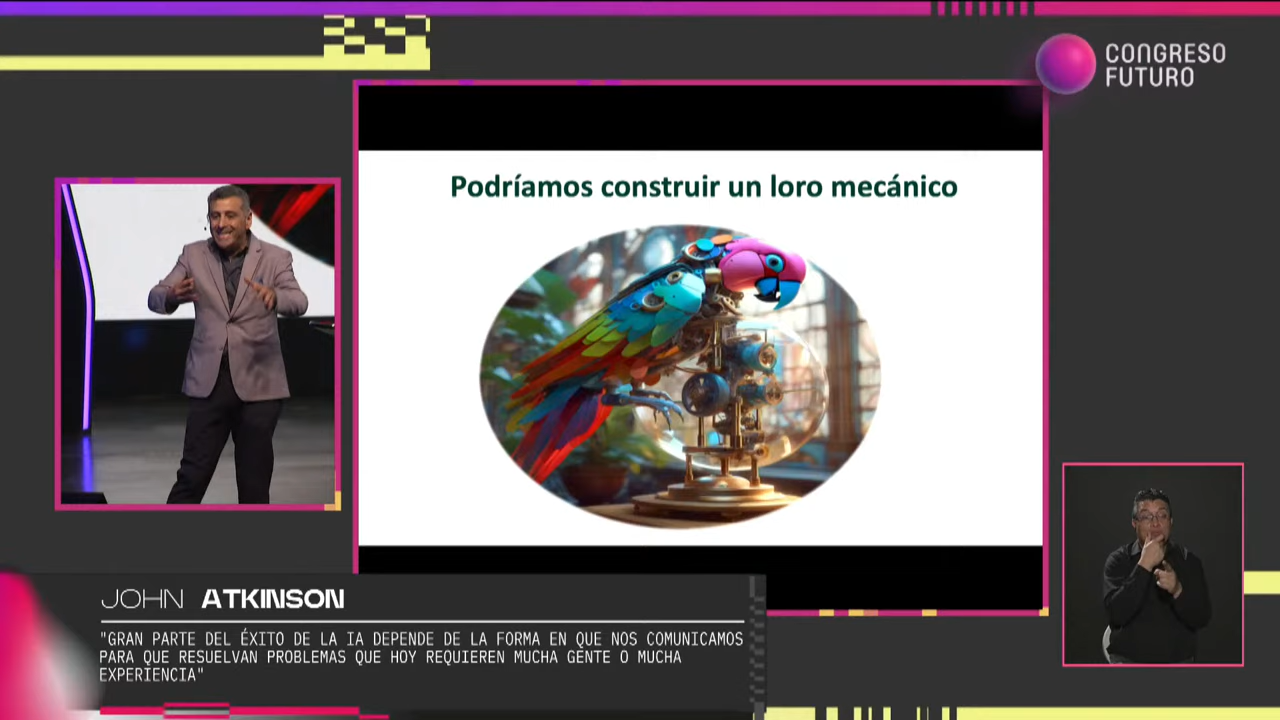 CONGRESO
FUTURO
Podríamos construir un loro mecánico
JOHN ATKINSON
"GRAN PARTE DEL ÉXITO DE LA IA DEPENDE DE LA FORMA EN QUE NOS COMUNICAMOS
PARA QUE RESUELVAN PROBLEMAS QUE HOY REQUIEREN MUCHA GENTE O MUCHA
EXPERIENCIA"